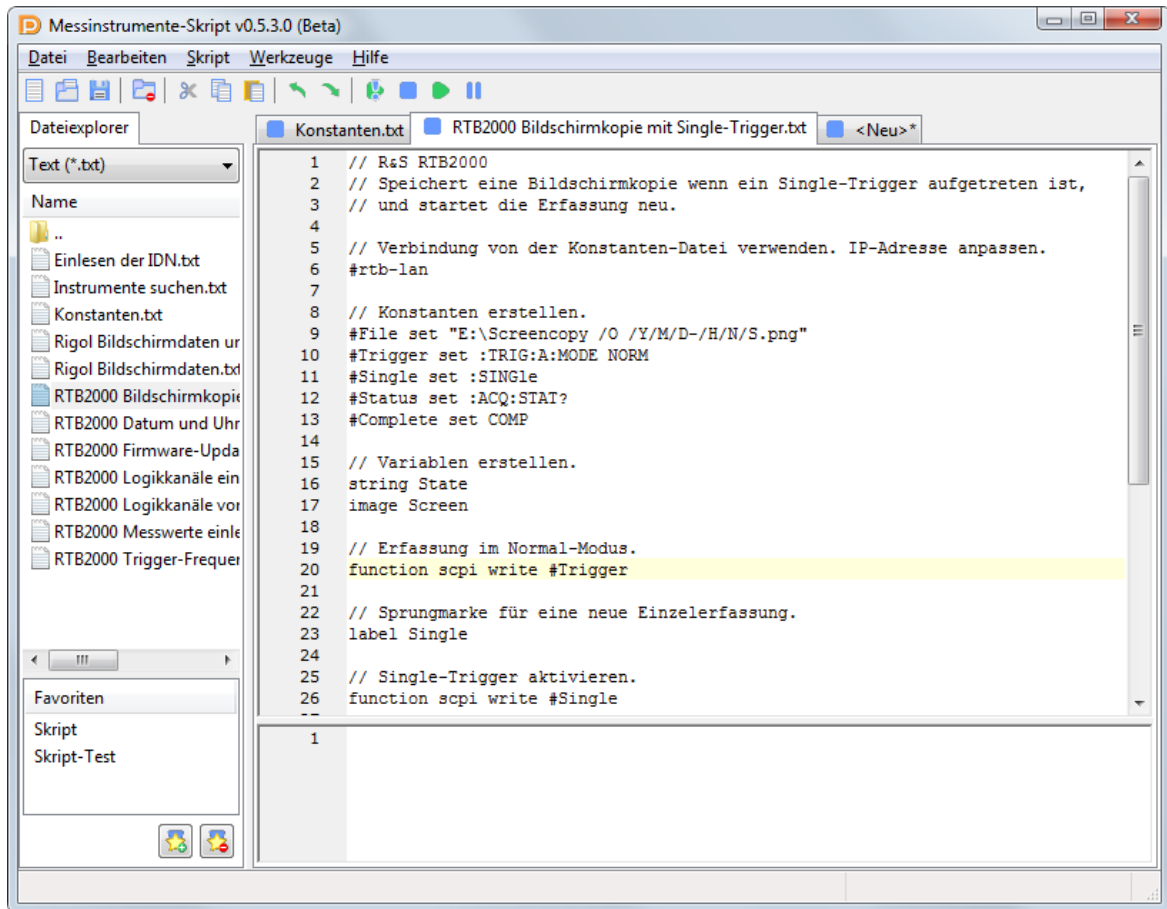 Messinstrumente-Skript v0.5.3.0 (Beta)
Datei Bearbeiten Skript Werkzeuge Hilfe
Dateiexplorer
Text (*.txt)
Name
..
Einlesen der IDN.txt
Instrumente suchen.txt
Konstanten.txt
Rigol Bildschirmdaten ur
Rigol Bildschirmdaten.txt
RTB2000 Bildschirmkopie
RTB2000 Datum und Uhr
RTB2000 Firmware-Upda
RTB2000 Logikkanäle ein
RTB2000 Logikkanäle vor
RTB2000 Messwerte einle
RTB2000 Trigger-Frequer
Favoriten
Skript
Skript-Test
Konstanten.txt RTB2000 Bildschirmkopie mit Single-Trigger.txt <Neu>*
1 // R&S RTB2000
2 // Speichert eine Bildschirmkopie wenn ein Single-Trigger aufgetreten ist,
3 // und startet die Erfassung neu.
4
5 // Verbindung von der Konstanten-Datei verwenden. IP-Adresse anpassen.
6 #rtb-lan
7
8 // Konstanten erstellen.
9 #File set "E:\Screencopy /O /Y/M/D-/H/N/S.png"
10 #Trigger set :TRIG:A:MODE NORM
11 #Single set :SINGle
12 #Status set :ACQ:STAT?
13 #Complete set COMP
14
15 // Variablen erstellen.
16 string State
17 image Screen
18
19 // Erfassung im Normal-Modus.
20 function scpi write #Trigger
21
22 // Sprungmarke für eine neue Einzelerfassung.
23 label Single
24
25 // Single-Trigger aktivieren.
26 function scpi write #Single
1